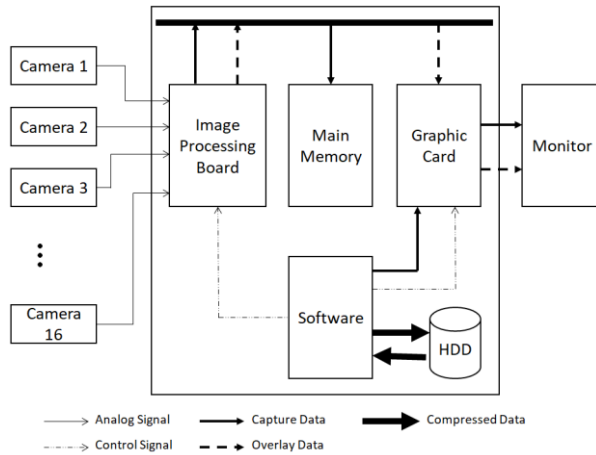 Camera 1
Camera 2
Camera 3
Camera
16
Image
Processing
Board
Main
Memory
Graphic
Card
Monitor
Software
HDD
Analog Signal
Capture Data
Compressed Data
Control Signal
Overlay Data